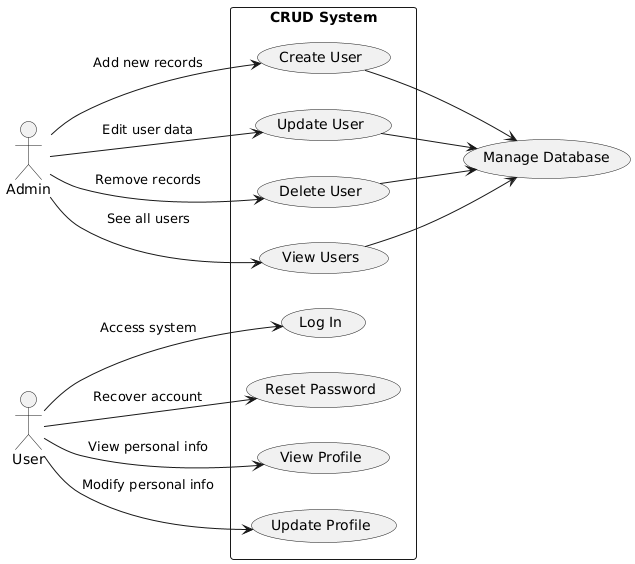 CRUD System
Add new records
Create User
Edit user data
Update User
Manage Database
Admin
Remove records
Delete User
See all users
View Users
Access system
Log In
Recover account
Reset Password
User
View personal info
View Profile
Modify personal info
Update Profile